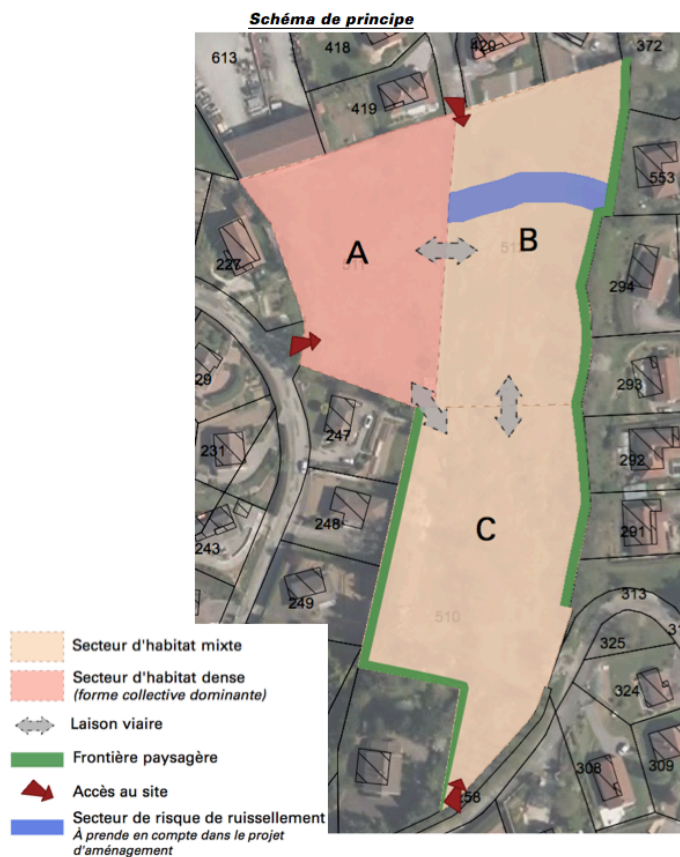 Schéma de principe
418
420
372
613
419
553
A
B
511
227
294
29
293
247
231
292
248
C
291
243
249
510
313
325
324
308
309
Secteur d'habitat mixte
Secteur d'habitat dense
(forme collective dominante)
Laison viaire
Frontière paysagère
Accès au site
Secteur de risque de ruissellement
À prende en compte dans le projet
d'aménagement